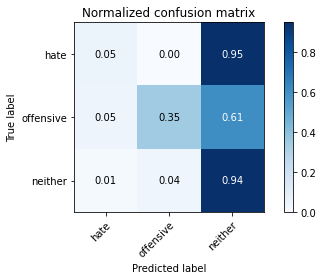 Normalized confusion matrix
hate 0.05 0.00 0.95
offensive 0.05 0.35 0.61
neither 0.01 0.04 0.94
True label
hate offensive neither
Predicted label
0.8
0.6
0.4
0.2
0.0